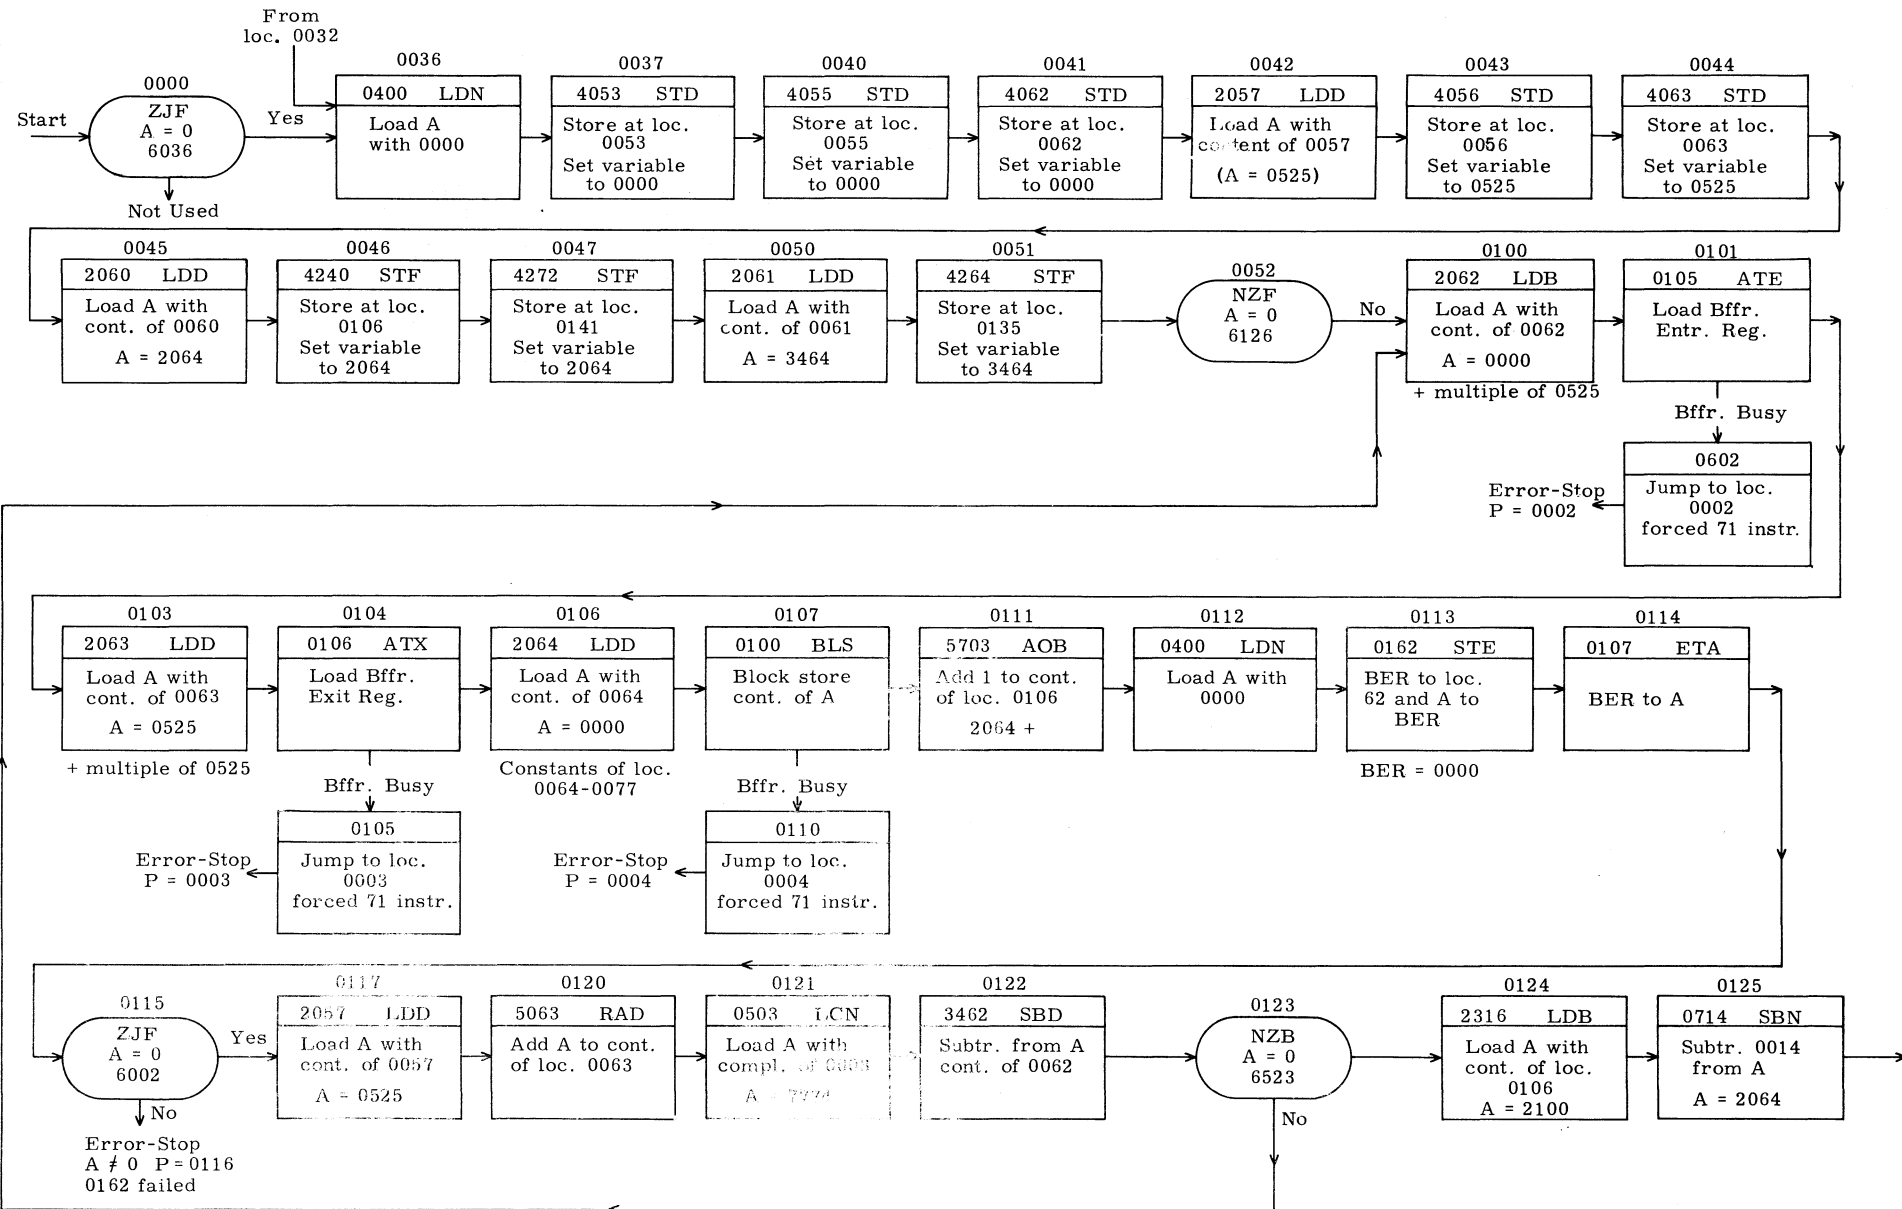 From
loc. 0032
0000
ZJF
A = 0
6036
Start
Yes
Not Used
0036
0400 LDN
Load A
with 0000
0037
4053 STD
Store at loc.
0053
Set variable
to 0000
0040
4055 STD
Store at loc.
0055
Set variable
to 0000
0041
4062 STD
Store at loc.
0062
Set variable
to 0000
0042
2057 LDD
Load A with
content of 0057
(A = 0525)
0043
4056 STD
Store at loc.
0056
Set variable
to 0525
0044
4063 STD
Store at loc.
0063
Set variable
to 0525
0045
2060 LDD
Load A with
cont. of 0060
A = 2064
0046
4240 STF
Store at loc.
0106
Set variable
to 2064
0047
4272 STF
Store at loc.
0141
Set variable
to 2064
0050
2061 LDD
Load A with
cont. of 0061
A = 3464
0051
4264 STF
Store at loc.
0135
Set variable
to 3464
0052
NZF
A = 0
6126
No
0100
2062 LDB
Load A with
cont. of 0062
A = 0000
+ multiple of 0525
0101
0105 ATE
Load Bffr.
Entr. Reg.
Bffr. Busy
0602
Jump to loc.
0002
forced 71 instr.
Error-Stop
P = 0002
0103
2063 LDD
Load A with
cont. of 0063
A = 0525
+ multiple of 0525
0104
0106 ATX
Load Bffr.
Exit Reg.
Bffr. Busy
0105
Jump to loc.
0003
forced 71 instr.
Error-Stop
P = 0003
0106
2064 LDD
Load A with
cont. of 0064
A = 0000
Constants of loc.
0064-0077
0107
0100 BLS
Block store
cont. of A
Bffr. Busy
0110
Jump to loc.
0004
forced 71 instr.
Error-Stop
P = 0004
0111
5703 AOB
Add 1 to cont.
of loc. 0106
2064 +
0112
0400 LDN
Load A with
0000
0113
0162 STE
BER to loc.
62 and A to
BER
BER = 0000
0114
0107 ETA
BER to A
0115
ZJF
A = 0
6002
Yes
No
Error-Stop
A ≠ 0 P = 0116
0162 failed
0117
2057 LDD
Load A with
cont. of 0057
A = 0525
0120
5063 RAD
Add A to cont.
of loc. 0063
0121
0503 LCN
Load A with
compl. of
A =
0122
3462 SBD
Subtr. from A
cont. of 0062
0123
NZB
A = 0
6523
No
0124
2316 LDB
Load A with
cont. of loc.
0106
A = 2100
0125
0714 SBN
Subtr. 0014
from A
A = 2064